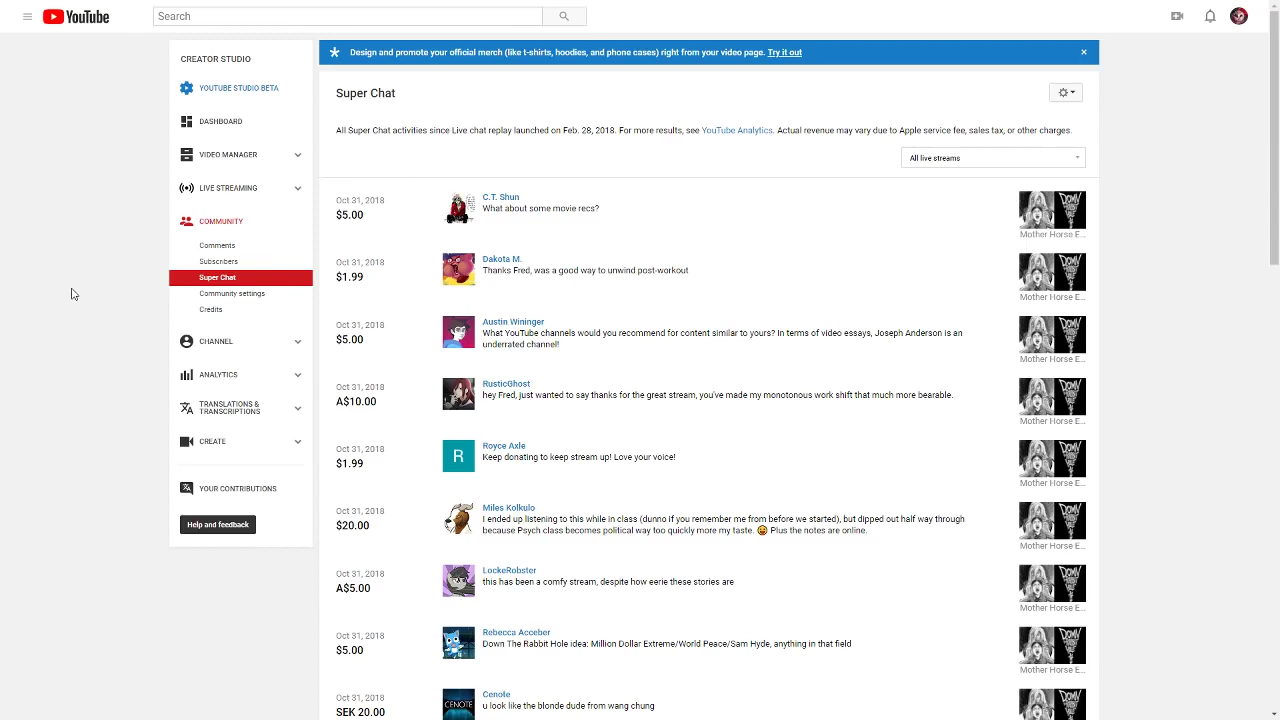 YouTube
Search
CREATOR STUDIO
YOUTUBE STUDIO BETA
DASHBOARD
VIDEO MANAGER
LIVE STREAMING
COMMUNITY
Comments
Subscribers
Super Chat
Community settings
Credits
CHANNEL
ANALYTICS
TRANSLATIONS &
TRANSCRIPTIONS
CREATE
YOUR CONTRIBUTIONS
Help and feedback
Design and promote your official merch (like t-shirts, hoodies, and phone cases) right from your video page. Try it out
Super Chat
All Super Chat activities since Live chat replay launched on Feb. 28, 2018. For more results, see YouTube Analytics. Actual revenue may vary due to Apple service fee, sales tax, or other charges.
All live streams
Oct 31, 2018
$5.00
C.T. Shun
What about some movie recs?
Mother Horse E...
Oct 31, 2018
$1.99
Dakota M.
Thanks Fred, was a good way to unwind post-workout
Mother Horse E...
Oct 31, 2018
$5.00
Austin Wininger
What YouTube channels would you recommend for content similar to yours? In terms of video essays, Joseph Anderson is an
underrated channel!
Mother Horse E...
Oct 31, 2018
A$10.00
RusticGhost
hey Fred, just wanted to say thanks for the great stream, you've made my monotonous work shift that much more bearable.
Mother Horse E...
Oct 31, 2018
$1.99
R
Royce Axle
Keep donating to keep stream up! Love your voice!
Mother Horse E...
Oct 31, 2018
$20.00
Miles Kolkulo
I ended up listening to this while in class (dunno if you remember me from before we started), but dipped out half way through
because Psych class becomes political way too quickly more my taste. 😀 Plus the notes are online.
Mother Horse E...
Oct 31, 2018
A$5.00
LockeRobster
this has been a comfy stream, despite how eerie these stories are
Mother Horse E...
Oct 31, 2018
$5.00
Rebecca Acceber
Down The Rabbit Hole idea: Million Dollar Extreme/World Peace/Sam Hyde, anything in that field
Mother Horse E...
Oct 31, 2018
SEK 20.00
CENOTE
Cenote
u look like the blonde dude from wang chung